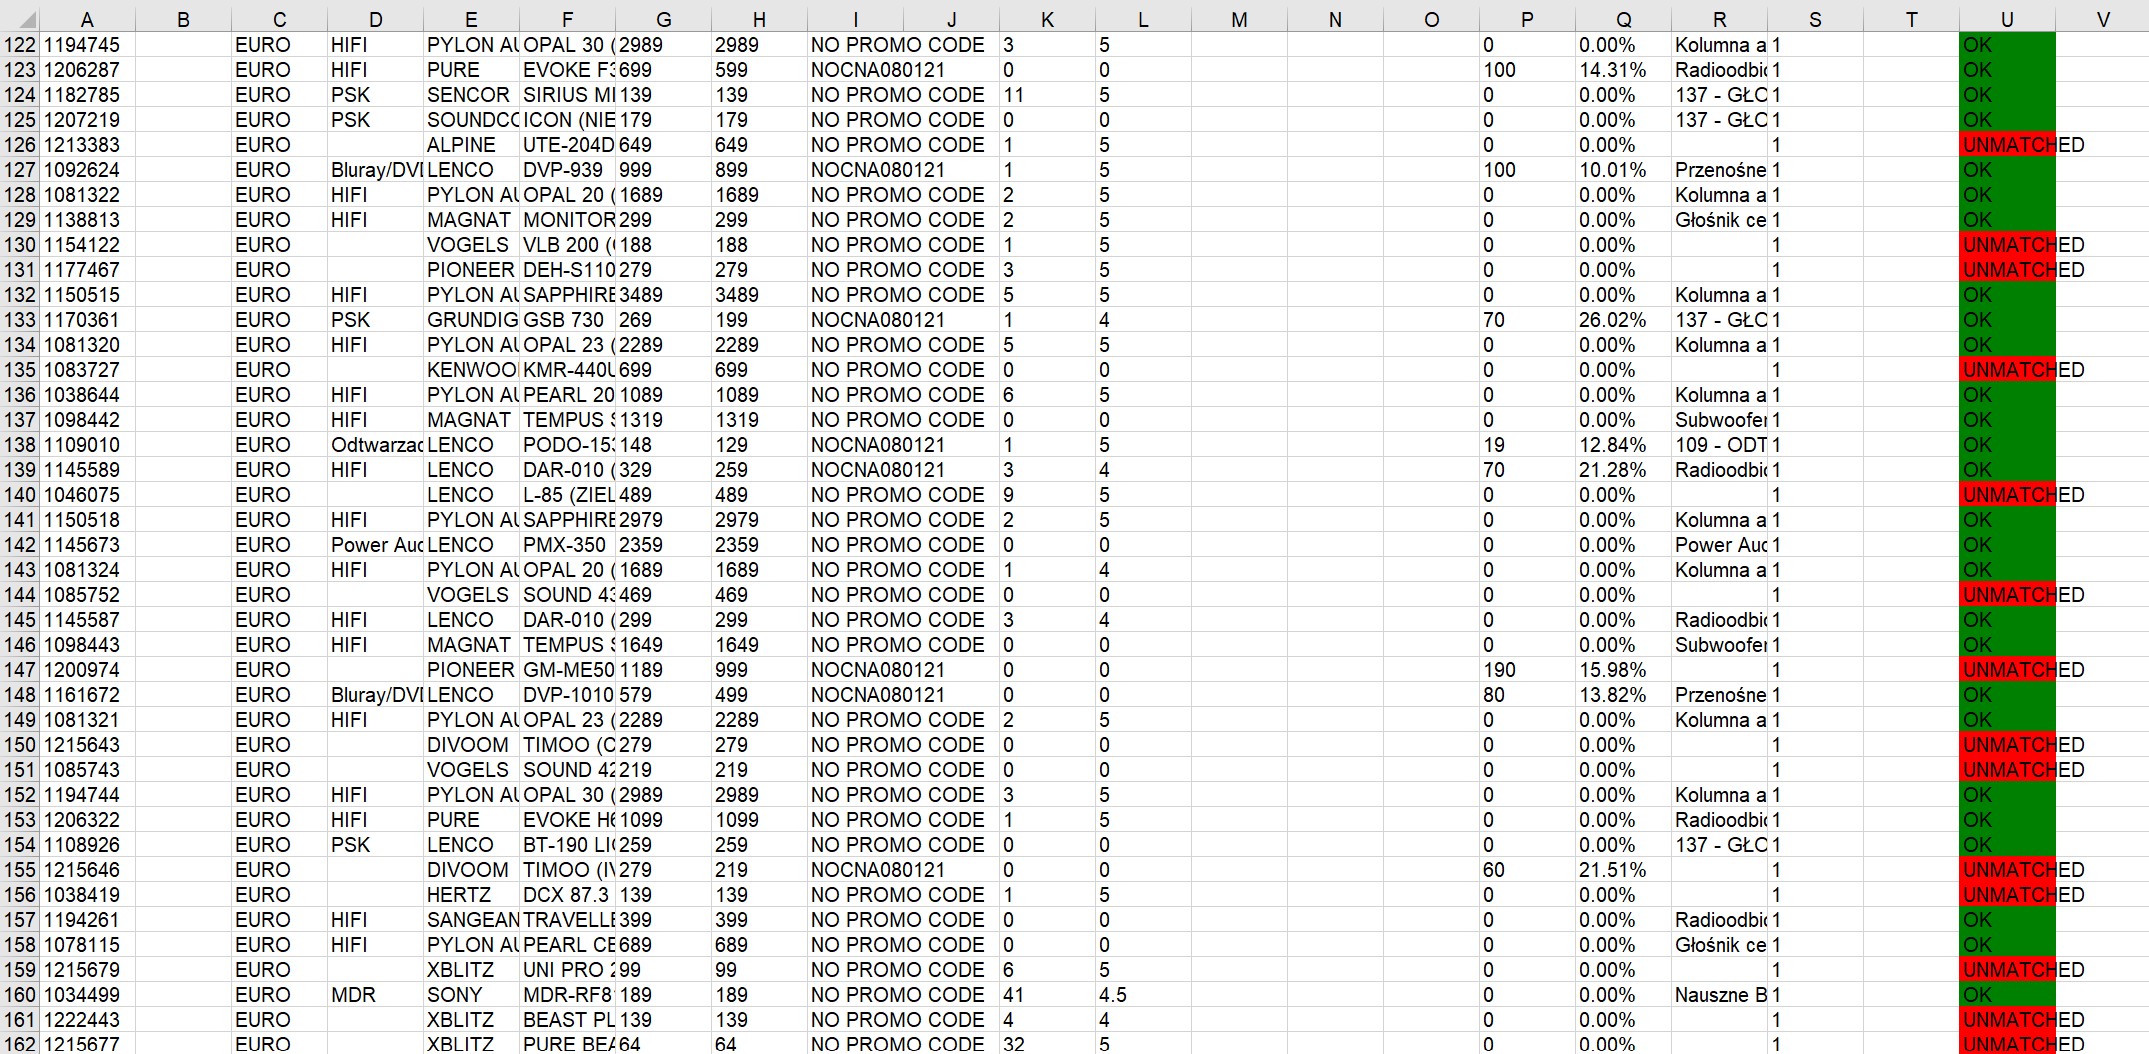 A B C D E F G H I J K L M N O P Q R S T U V
122 1194745 EURO HIFI PYLON AU OPAL 30 ( 2989 2989 NO PROMO CODE 3 5 0 0.00% Kolumna a 1 OK
123 1206287 EURO HIFI PURE EVOKE F3 699 599 NOCNA080121 0 0 100 14.31% Radioodbio 1 OK
124 1182785 EURO PSK SENCOR SIRIUS MI 139 139 NO PROMO CODE 11 5 0 0.00% 137 - GŁO 1 OK
125 1207219 EURO PSK SOUNDCO ICON (NIE 179 179 NO PROMO CODE 0 0 0 0.00% 137 - GŁO 1 OK
126 1213383 EURO ALPINE UTE-204D 649 649 NO PROMO CODE 1 5 0 0.00% 1 UNMATCHED
127 1092624 EURO Bluray/DVD LENCO DVP-939 999 899 NOCNA080121 1 5 100 10.01% Przenośne 1 OK
128 1081322 EURO HIFI PYLON AU OPAL 20 ( 1689 1689 NO PROMO CODE 2 5 0 0.00% Kolumna a 1 OK
129 1138813 EURO HIFI MAGNAT MONITOR 299 299 NO PROMO CODE 2 5 0 0.00% Głośnik ce 1 OK
130 1154122 EURO VOGELS VLB 200 ( 188 188 NO PROMO CODE 1 5 0 0.00% 1 UNMATCHED
131 1177467 EURO PIONEER DEH-S110 279 279 NO PROMO CODE 3 5 0 0.00% 1 UNMATCHED
132 1150515 EURO HIFI PYLON AU SAPPHIRE 3489 3489 NO PROMO CODE 5 5 0 0.00% Kolumna a 1 OK
133 1170361 EURO PSK GRUNDIG GSB 730 269 199 NOCNA080121 1 4 70 26.02% 137 - GŁO 1 OK
134 1081320 EURO HIFI PYLON AU OPAL 23 ( 2289 2289 NO PROMO CODE 5 5 0 0.00% Kolumna a 1 OK
135 1083727 EURO KENWOO KMR-440U 699 699 NO PROMO CODE 0 0 0 0.00% 1 UNMATCHED
136 1038644 EURO HIFI PYLON AU PEARL 20 1089 1089 NO PROMO CODE 6 5 0 0.00% Kolumna a 1 OK
137 1098442 EURO HIFI MAGNAT TEMPUS S 1319 1319 NO PROMO CODE 0 0 0 0.00% Subwoofer 1 OK
138 1109010 EURO Odtwarzac LENCO PODO-153 148 129 NOCNA080121 1 5 19 12.84% 109 - ODT 1 OK
139 1145589 EURO HIFI LENCO DAR-010 ( 329 259 NOCNA080121 3 4 70 21.28% Radioodbio 1 OK
140 1046075 EURO LENCO L-85 (ZIEL 489 489 NO PROMO CODE 9 5 0 0.00% 1 UNMATCHED
141 1150518 EURO HIFI PYLON AU SAPPHIRE 2979 2979 NO PROMO CODE 2 5 0 0.00% Kolumna a 1 OK
142 1145673 EURO Power Aud LENCO PMX-350 2359 2359 NO PROMO CODE 0 0 0 0.00% Power Aud 1 OK
143 1081324 EURO HIFI PYLON AU OPAL 20 ( 1689 1689 NO PROMO CODE 1 4 0 0.00% Kolumna a 1 OK
144 1085752 EURO VOGELS SOUND 43 469 469 NO PROMO CODE 0 0 0 0.00% 1 UNMATCHED
145 1145587 EURO HIFI LENCO DAR-010 ( 299 299 NO PROMO CODE 3 4 0 0.00% Radioodbio 1 OK
146 1098443 EURO HIFI MAGNAT TEMPUS S 1649 1649 NO PROMO CODE 0 0 0 0.00% Subwoofer 1 OK
147 1200974 EURO PIONEER GM-ME50 1189 999 NOCNA080121 0 0 190 15.98% 1 UNMATCHED
148 1161672 EURO Bluray/DVD LENCO DVP-1010 579 499 NOCNA080121 0 0 80 13.82% Przenośne 1 OK
149 1081321 EURO HIFI PYLON AU OPAL 23 ( 2289 2289 NO PROMO CODE 2 5 0 0.00% Kolumna a 1 OK
150 1215643 EURO DIVOOM TIMOO (C 279 279 NO PROMO CODE 0 0 0 0.00% 1 UNMATCHED
151 1085743 EURO VOGELS SOUND 42 219 219 NO PROMO CODE 0 0 0 0.00% 1 UNMATCHED
152 1194744 EURO HIFI PYLON AU OPAL 30 ( 2989 2989 NO PROMO CODE 3 5 0 0.00% Kolumna a 1 OK
153 1206322 EURO HIFI PURE EVOKE H6 1099 1099 NO PROMO CODE 1 5 0 0.00% Radioodbio 1 OK
154 1108926 EURO PSK LENCO BT-190 LIG 259 259 NO PROMO CODE 0 0 0 0.00% 137 - GŁO 1 OK
155 1215646 EURO DIVOOM TIMOO (IV 279 219 NOCNA080121 0 0 60 21.51% 1 UNMATCHED
156 1038419 EURO HERTZ DCX 87.3 139 139 NO PROMO CODE 1 5 0 0.00% 1 UNMATCHED
157 1194261 EURO HIFI SANGEAN TRAVELLE 399 399 NO PROMO CODE 0 0 0 0.00% Radioodbio 1 OK
158 1078115 EURO HIFI PYLON AU PEARL CE 689 689 NO PROMO CODE 0 0 0 0.00% Głośnik ce 1 OK
159 1215679 EURO XBLITZ UNI PRO 2 99 99 NO PROMO CODE 6 5 0 0.00% 1 UNMATCHED
160 1034499 EURO MDR SONY MDR-RF81 189 189 NO PROMO CODE 41 4.5 0 0.00% Nauszne B 1 OK
161 1222443 EURO XBLITZ BEAST PL 139 139 NO PROMO CODE 4 4 0 0.00% 1 UNMATCHED
162 1215677 EURO XBLITZ PURE BEA 64 64 NO PROMO CODE 32 5 0 0.00% 1 UNMATCHED